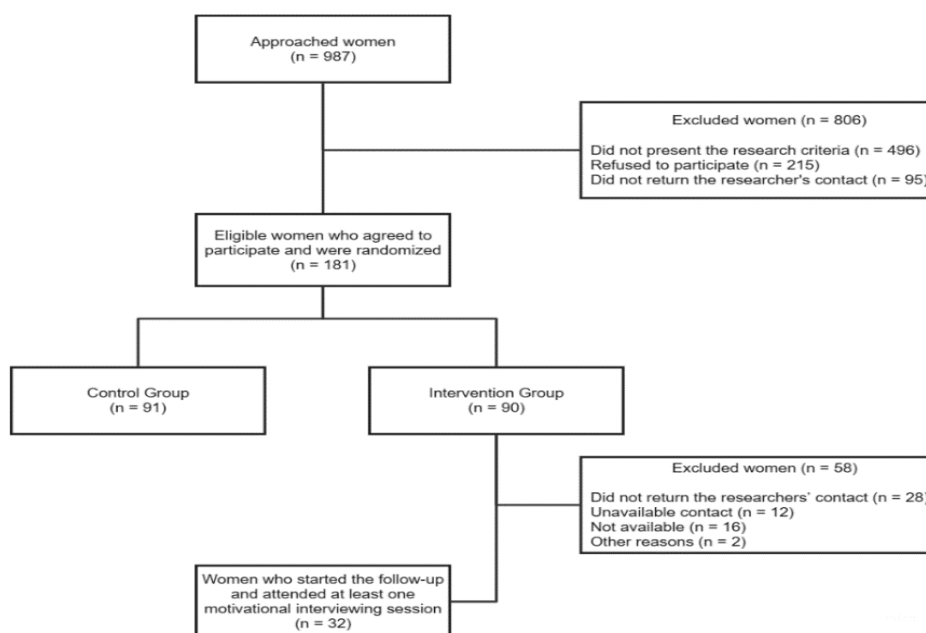 Approached women
(n = 987)
Excluded women (n = 806)
Did not present the research criteria (n = 496)
Refused to participate (n = 215)
Did not return the researcher's contact (n = 95)
Eligible women who agreed to
participate and were randomized
(n = 181)
Control Group
(n = 91)
Intervention Group
(n = 90)
Excluded women (n = 58)
Did not return the researchers' contact (n = 28)
Unavailable contact (n = 12)
Not available (n = 16)
Other reasons (n = 2)
Women who started the follow-up
and attended at least one
motivational interviewing session
(n = 32)